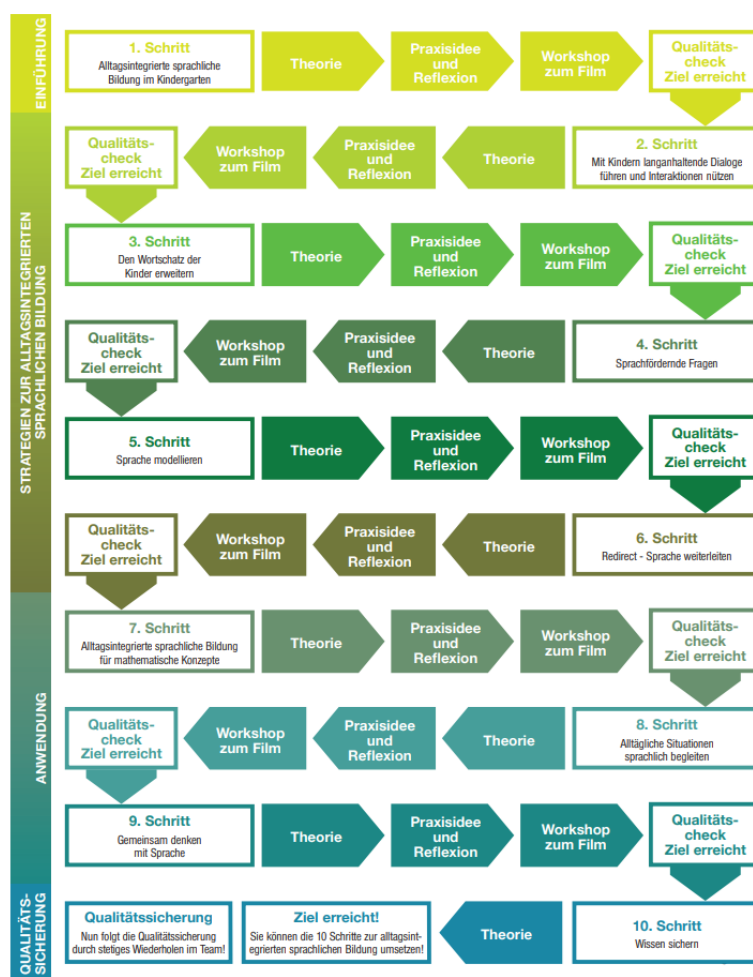 EINFÜHRUNG
1. Schritt
Alltagsintegrierte sprachliche
Bildung im Kindergarten
Theorie
Praxisidee
und
Reflexion
Workshop
zum Film
Qualitäts-
check
Ziel erreicht
STRATEGIEN ZUR ALLTAGSINTEGRIERTEN
SPRACHLICHEN BILDUNG
2. Schritt
Mit Kindern langanhaltende Dialoge
führen und Interaktionen nützen
Theorie
Praxisidee
und
Reflexion
Workshop
zum Film
Qualitäts-
check
Ziel erreicht
3. Schritt
Den Wortschatz der
Kinder erweitern
Theorie
Praxisidee
und
Reflexion
Workshop
zum Film
Qualitäts-
check
Ziel erreicht
4. Schritt
Sprachfördernde Fragen
Theorie
Praxisidee
und
Reflexion
Workshop
zum Film
Qualitäts-
check
Ziel erreicht
5. Schritt
Sprache modellieren
Theorie
Praxisidee
und
Reflexion
Workshop
zum Film
Qualitäts-
check
Ziel erreicht
6. Schritt
Redirect - Sprache weiterleiten
Theorie
Praxisidee
und
Reflexion
Workshop
zum Film
Qualitäts-
check
Ziel erreicht
ANWENDUNG
7. Schritt
Alltagsintegrierte sprachliche Bildung
für mathematische Konzepte
Theorie
Praxisidee
und
Reflexion
Workshop
zum Film
Qualitäts-
check
Ziel erreicht
8. Schritt
Alltägliche Situationen
sprachlich begleiten
Theorie
Praxisidee
und
Reflexion
Workshop
zum Film
Qualitäts-
check
Ziel erreicht
9. Schritt
Gemeinsam denken
mit Sprache
Theorie
Praxisidee
und
Reflexion
Workshop
zum Film
Qualitäts-
check
Ziel erreicht
QUALITÄTS-
SICHERUNG
10. Schritt
Wissen sichern
Theorie
Ziel erreicht!
Sie können die 10 Schritte zur alltagsint-
egrierten sprachlichen Bildung umsetzen!
Qualitätssicherung
Nun folgt die Qualitätssicherung
durch stetiges Wiederholen im Team!